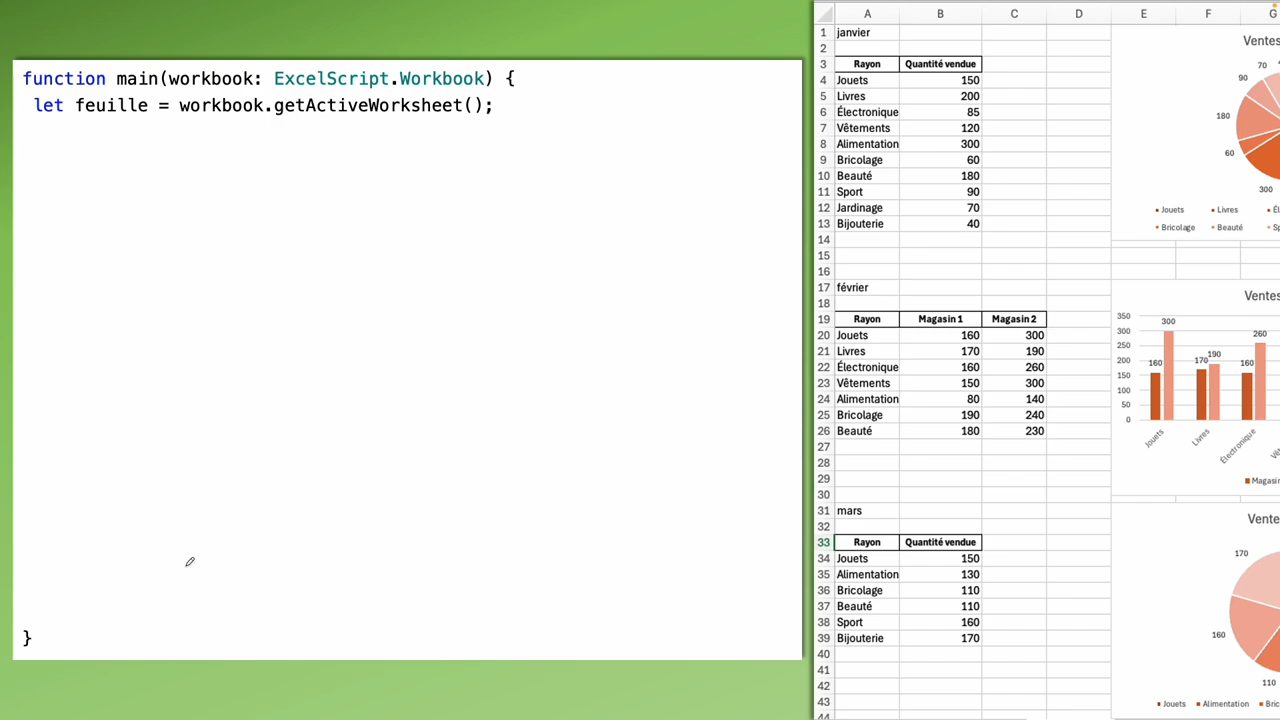 function main(workbook: ExcelScript.Workbook) {
let feuille = workbook.getActiveWorksheet();
}
A B C D E F G
1 janvier
2
3 Rayon Quantité vendue
4 Jouets 150
5 Livres 200
6 Électronique 85
7 Vêtements 120
8 Alimentation 300
9 Bricolage 60
10 Beauté 180
11 Sport 90
12 Jardinage 70
13 Bijouterie 40
14
15
16
17 février
18
19 Rayon Magasin 1 Magasin 2
20 Jouets 160 300
21 Livres 170 190
22 Électronique 160 260
23 Vêtements 150 300
24 Alimentation 80 140
25 Bricolage 190 240
26 Beauté 180 230
27
28
29
30
31 mars
32
33 Rayon Quantité vendue
34 Jouets 150
35 Alimentation 130
36 Bricolage 110
37 Beauté 110
38 Sport 160
39 Bijouterie 170
40
41
42
43
44
Ventes
70
90
180
60
300
Jouets Livres Él
Bricolage Beauté Sp
Ventes
350
300
250
200
150
100
50
0
160 300 170 190 160 260
Jouets Livres Électronique Vê
Magasin
Ventes
170
160
110
Jouets Alimentation Bric